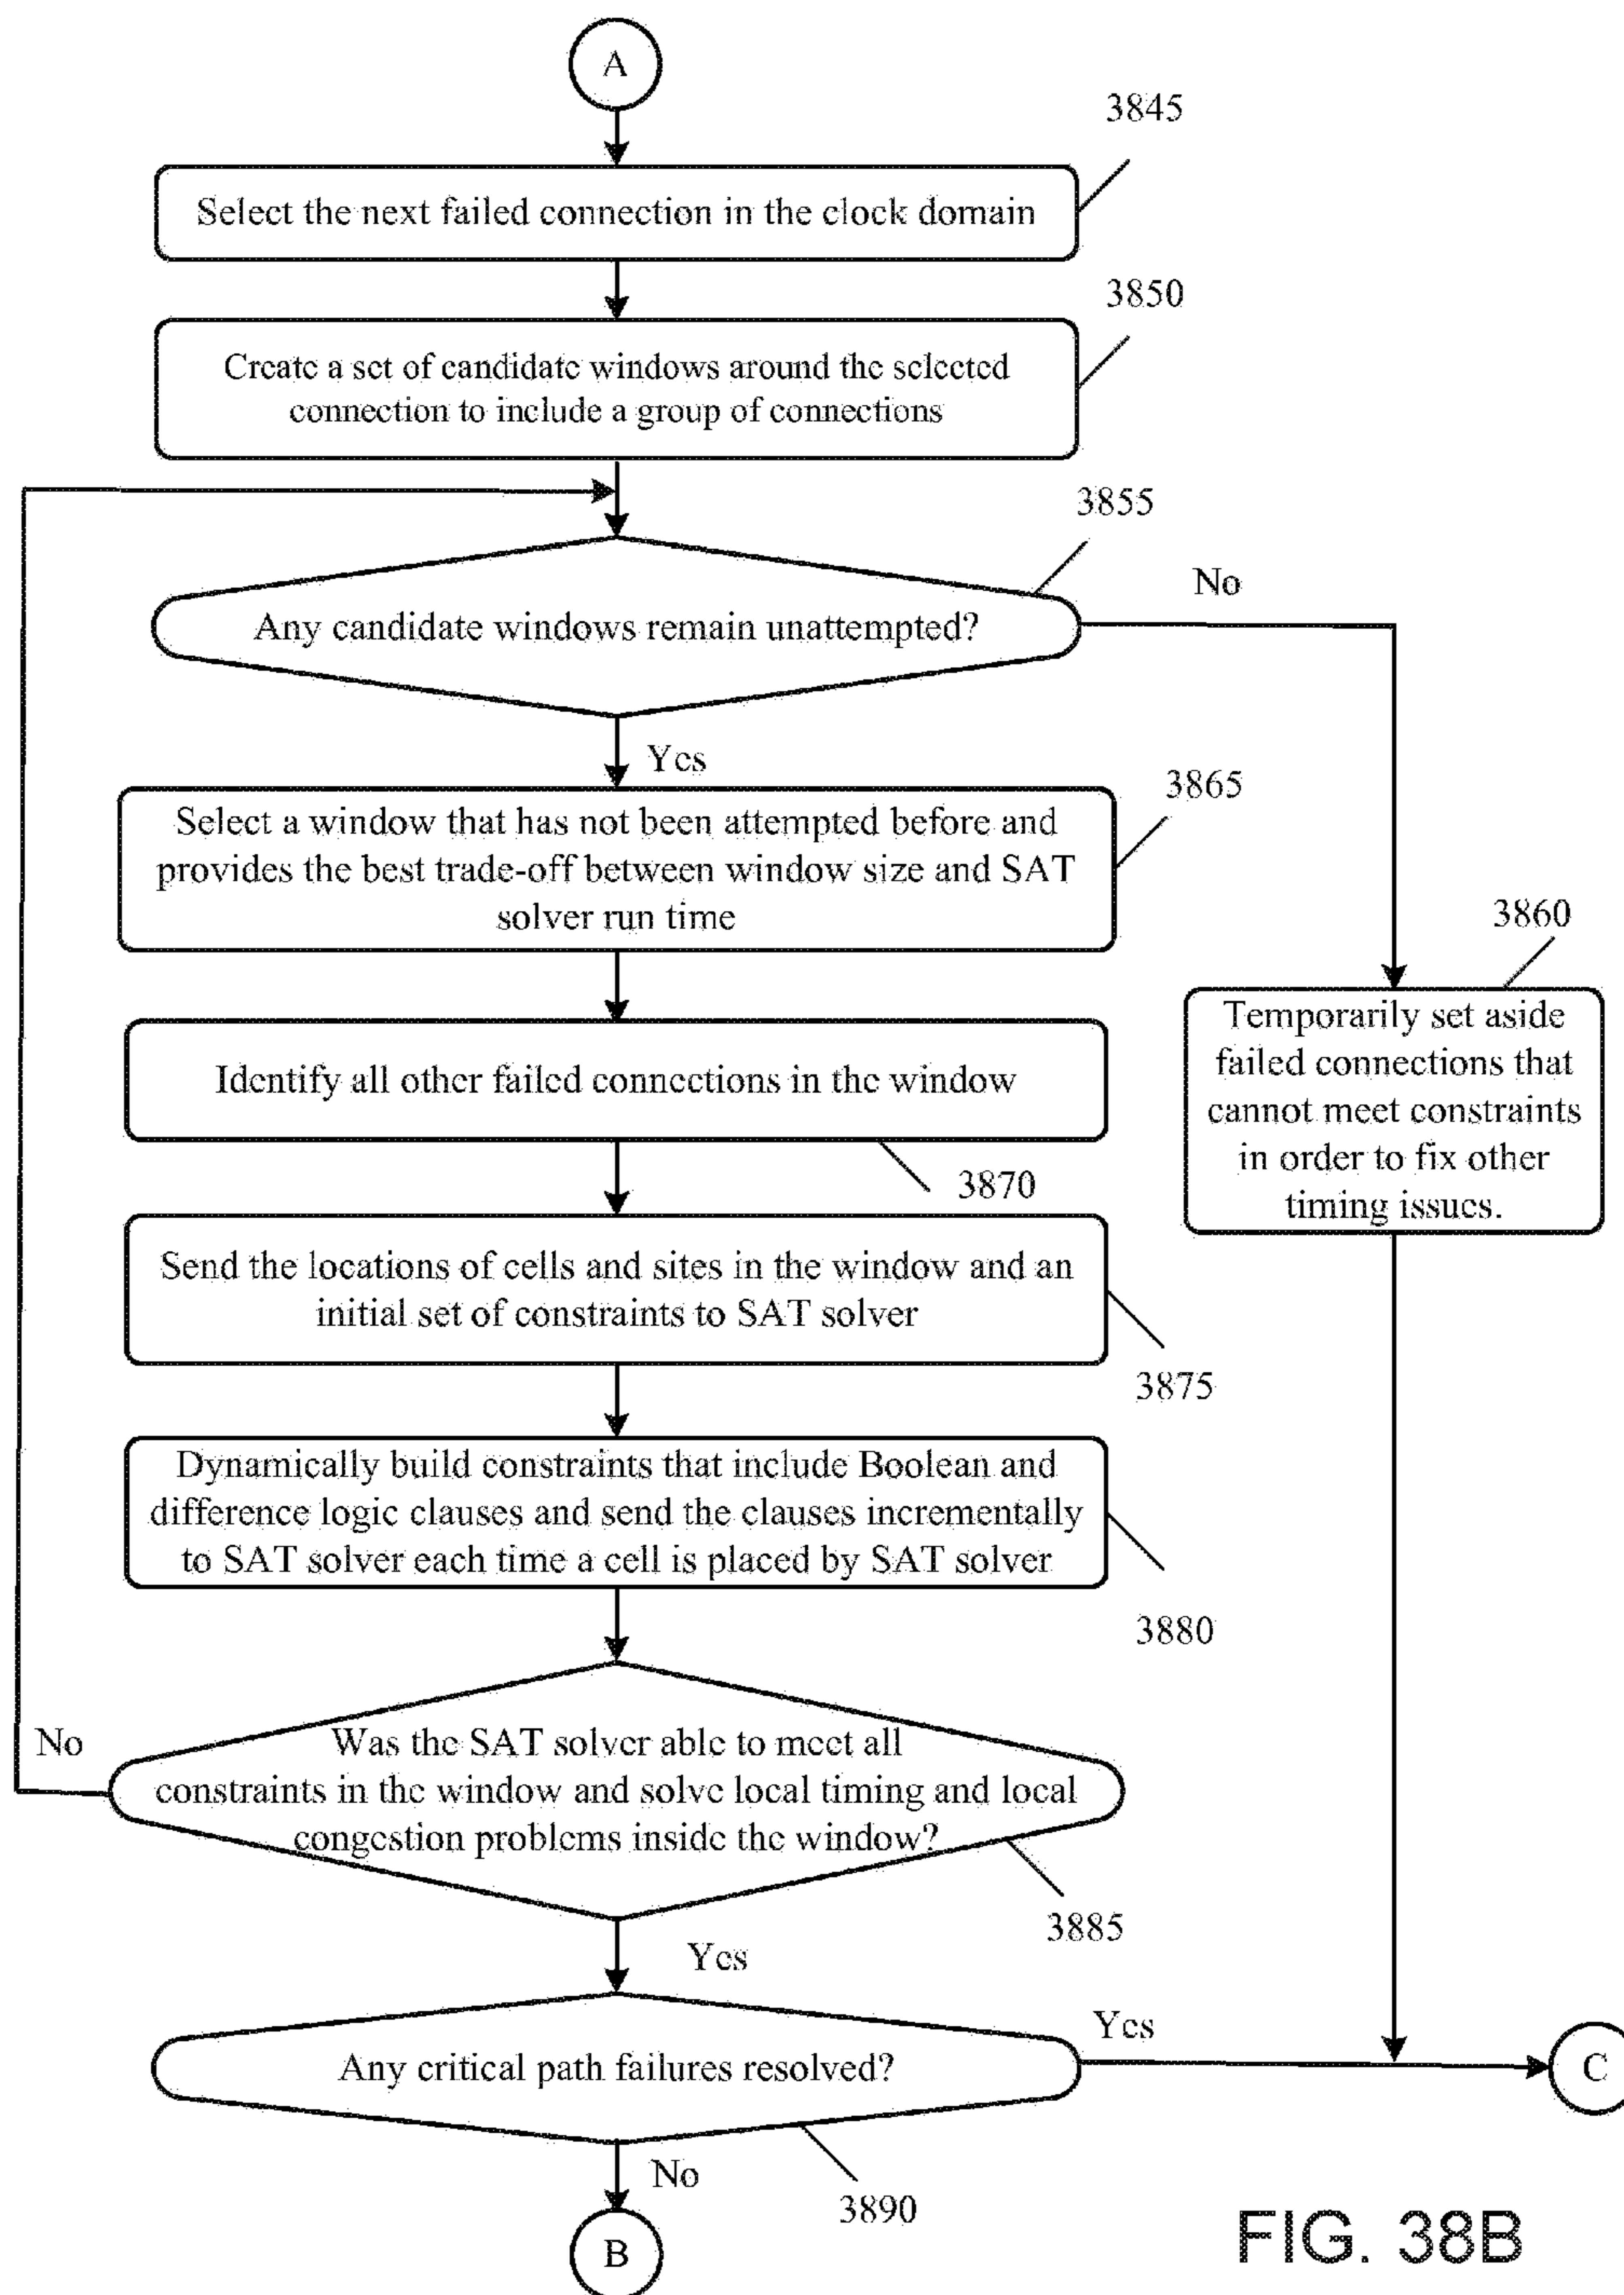 A
3845
Select the next failed connection in the clock domain
3850
Create a set of candidate windows around the selected
connection to include a group of connections
3855
No
Any candidate windows remain unattempted?
Yes
3865
Select a window that has not been attempted before and
provides the best trade-off between window size and SAT
solver run time
3860
Temporarily set aside
failed connections that
cannot meet constraints
in order to fix other
timing issues.
Identify all other failed connections in the window
3870
Send the locations of cells and sites in the window and an
initial set of constraints to SAT solver
3875
Dynamically build constraints that include Boolean and
difference logic clauses and send the clauses incrementally
to SAT solver each time a cell is placed by SAT solver
3880
No
Was the SAT solver able to meet all
constraints in the window and solve local timing and local
congestion problems inside the window?
3885
Yes
Yes
Any critical path failures resolved?
C
No
3890
B
FIG. 38B